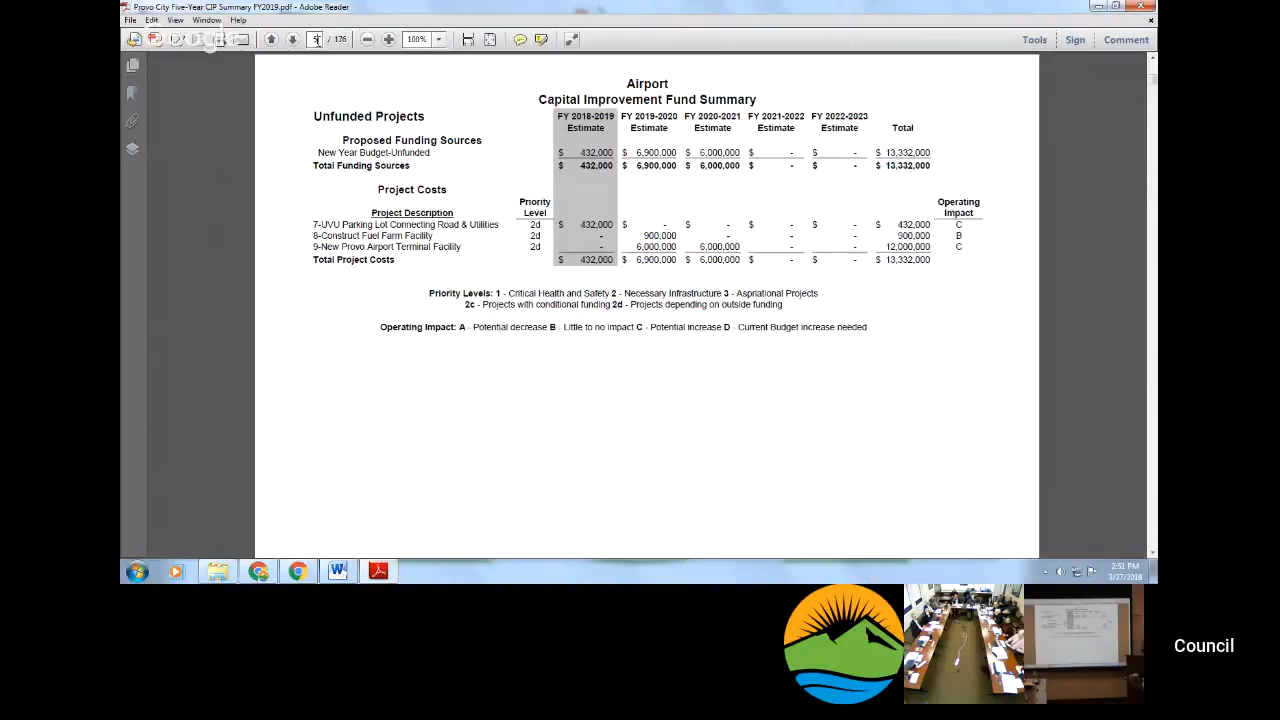 Provo City Five-Year CIP Summary FY2019.pdf - Adobe Reader
File Edit View Window Help
/ 176 100% Tools Sign Comment
Airport
Capital Improvement Fund Summary
Unfunded Projects FY 2018-2019 FY 2019-2020 FY 2020-2021 FY 2021-2022 FY 2022-2023
Estimate Estimate Estimate Estimate Estimate Total
Proposed Funding Sources
New Year Budget-Unfunded $ 432,000 $ 6,900,000 $ 6,000,000 $ - $ - $ 13,332,000
Total Funding Sources $ 432,000 $ 6,900,000 $ 6,000,000 $ - $ - $ 13,332,000
Project Costs
Priority Operating
Project Description Level Impact
7-UVU Parking Lot Connecting Road & Utilities 2d $ 432,000 $ - $ - $ - $ - $ 432,000 C
8-Construct Fuel Farm Facility 2d - 900,000 - - - 900,000 B
9-New Provo Airport Terminal Facility 2d - 6,000,000 6,000,000 - - 12,000,000 C
Total Project Costs $ 432,000 $ 6,900,000 $ 6,000,000 $ - $ - $ 13,332,000
Priority Levels: 1 - Critical Health and Safety 2 - Necessary Infrastructure 3 - Aspriational Projects
2c - Projects with conditional funding 2d - Projects depending on outside funding
Operating Impact: A - Potential decrease B - Little to no impact C - Potential increase D - Current Budget increase needed
2:51 PM
3/27/2018
Council